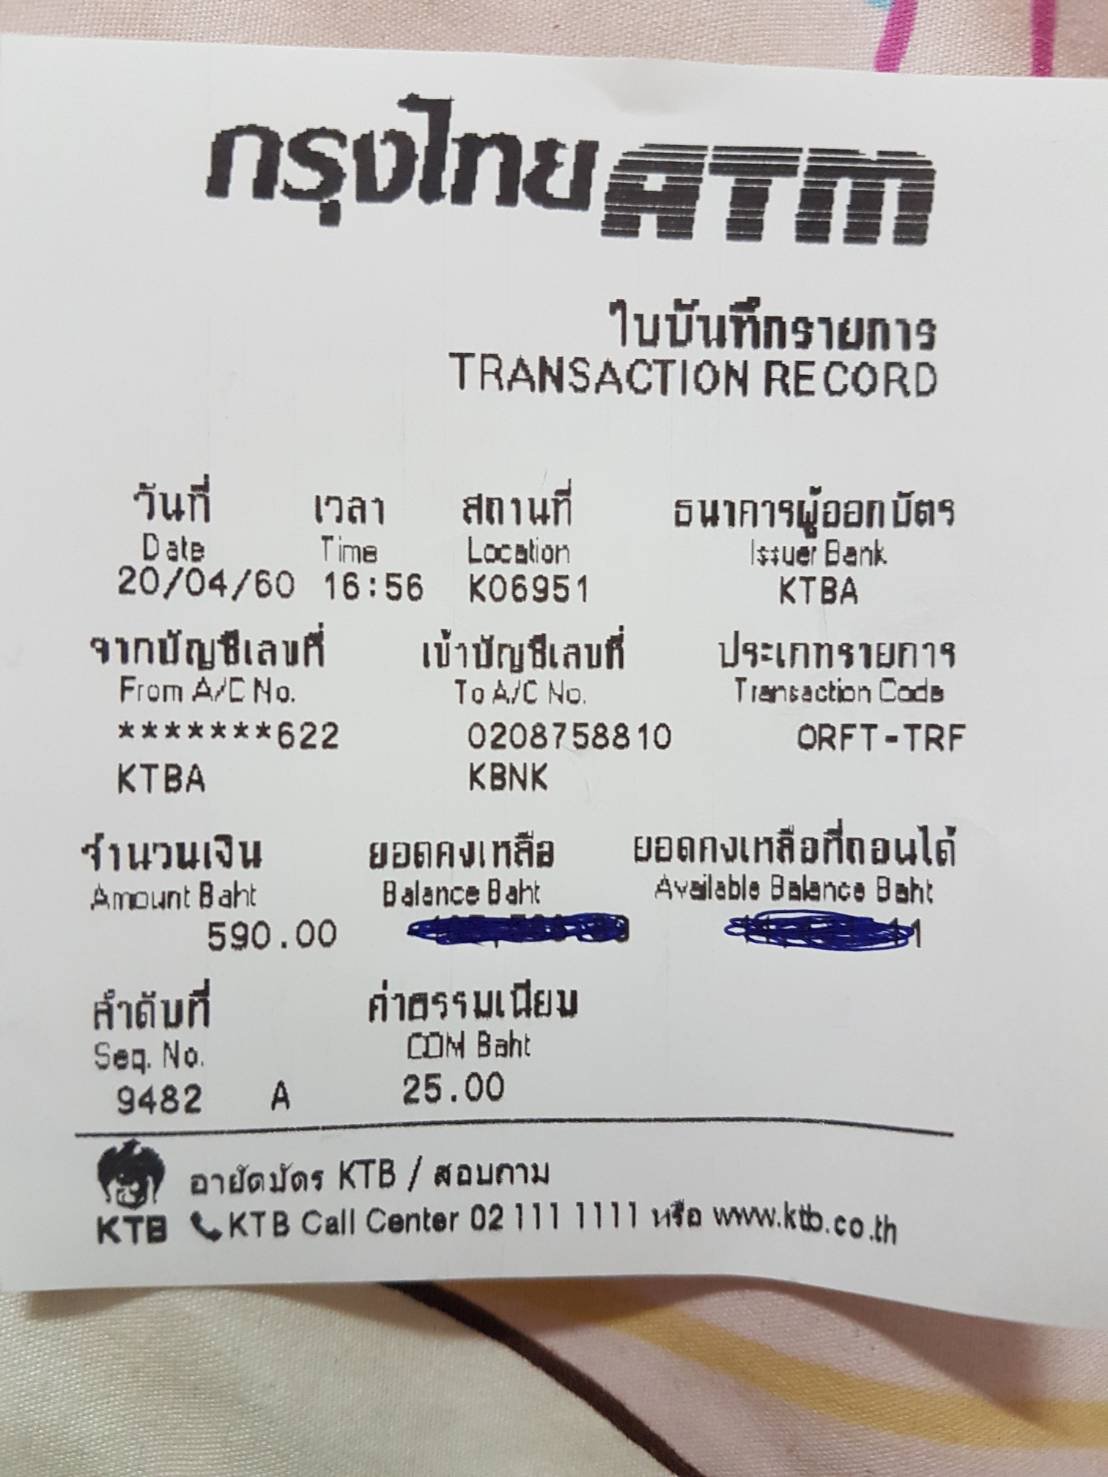 กรุงไทย ATM
ใบบันทึกรายการ
TRANSACTION RECORD
วันที่ เวลา สถานที่ ธนาคารผู้ออกบัตร
Date Time Location Issuer Bank
20/04/60 16:56 K06951 KTBA
จากบัญชีเลขที่ เข้าบัญชีเลขที่ ประเภทรายการ
From A/C No. To A/C No. Transaction Code
*******622 0208758810 ORFT-TRF
KTBA KBNK
จำนวนเงิน ยอดคงเหลือ ยอดคงเหลือที่ถอนได้
Amount Baht Balance Baht Available Balance Baht
590.00
ลำดับที่ ค่าธรรมเนียม
Seq. No. COM Baht
9482 A 25.00
อายัดบัตร KTB / สอบถาม
KTB KTB Call Center 02 111 1111 หรือ www.ktb.co.th